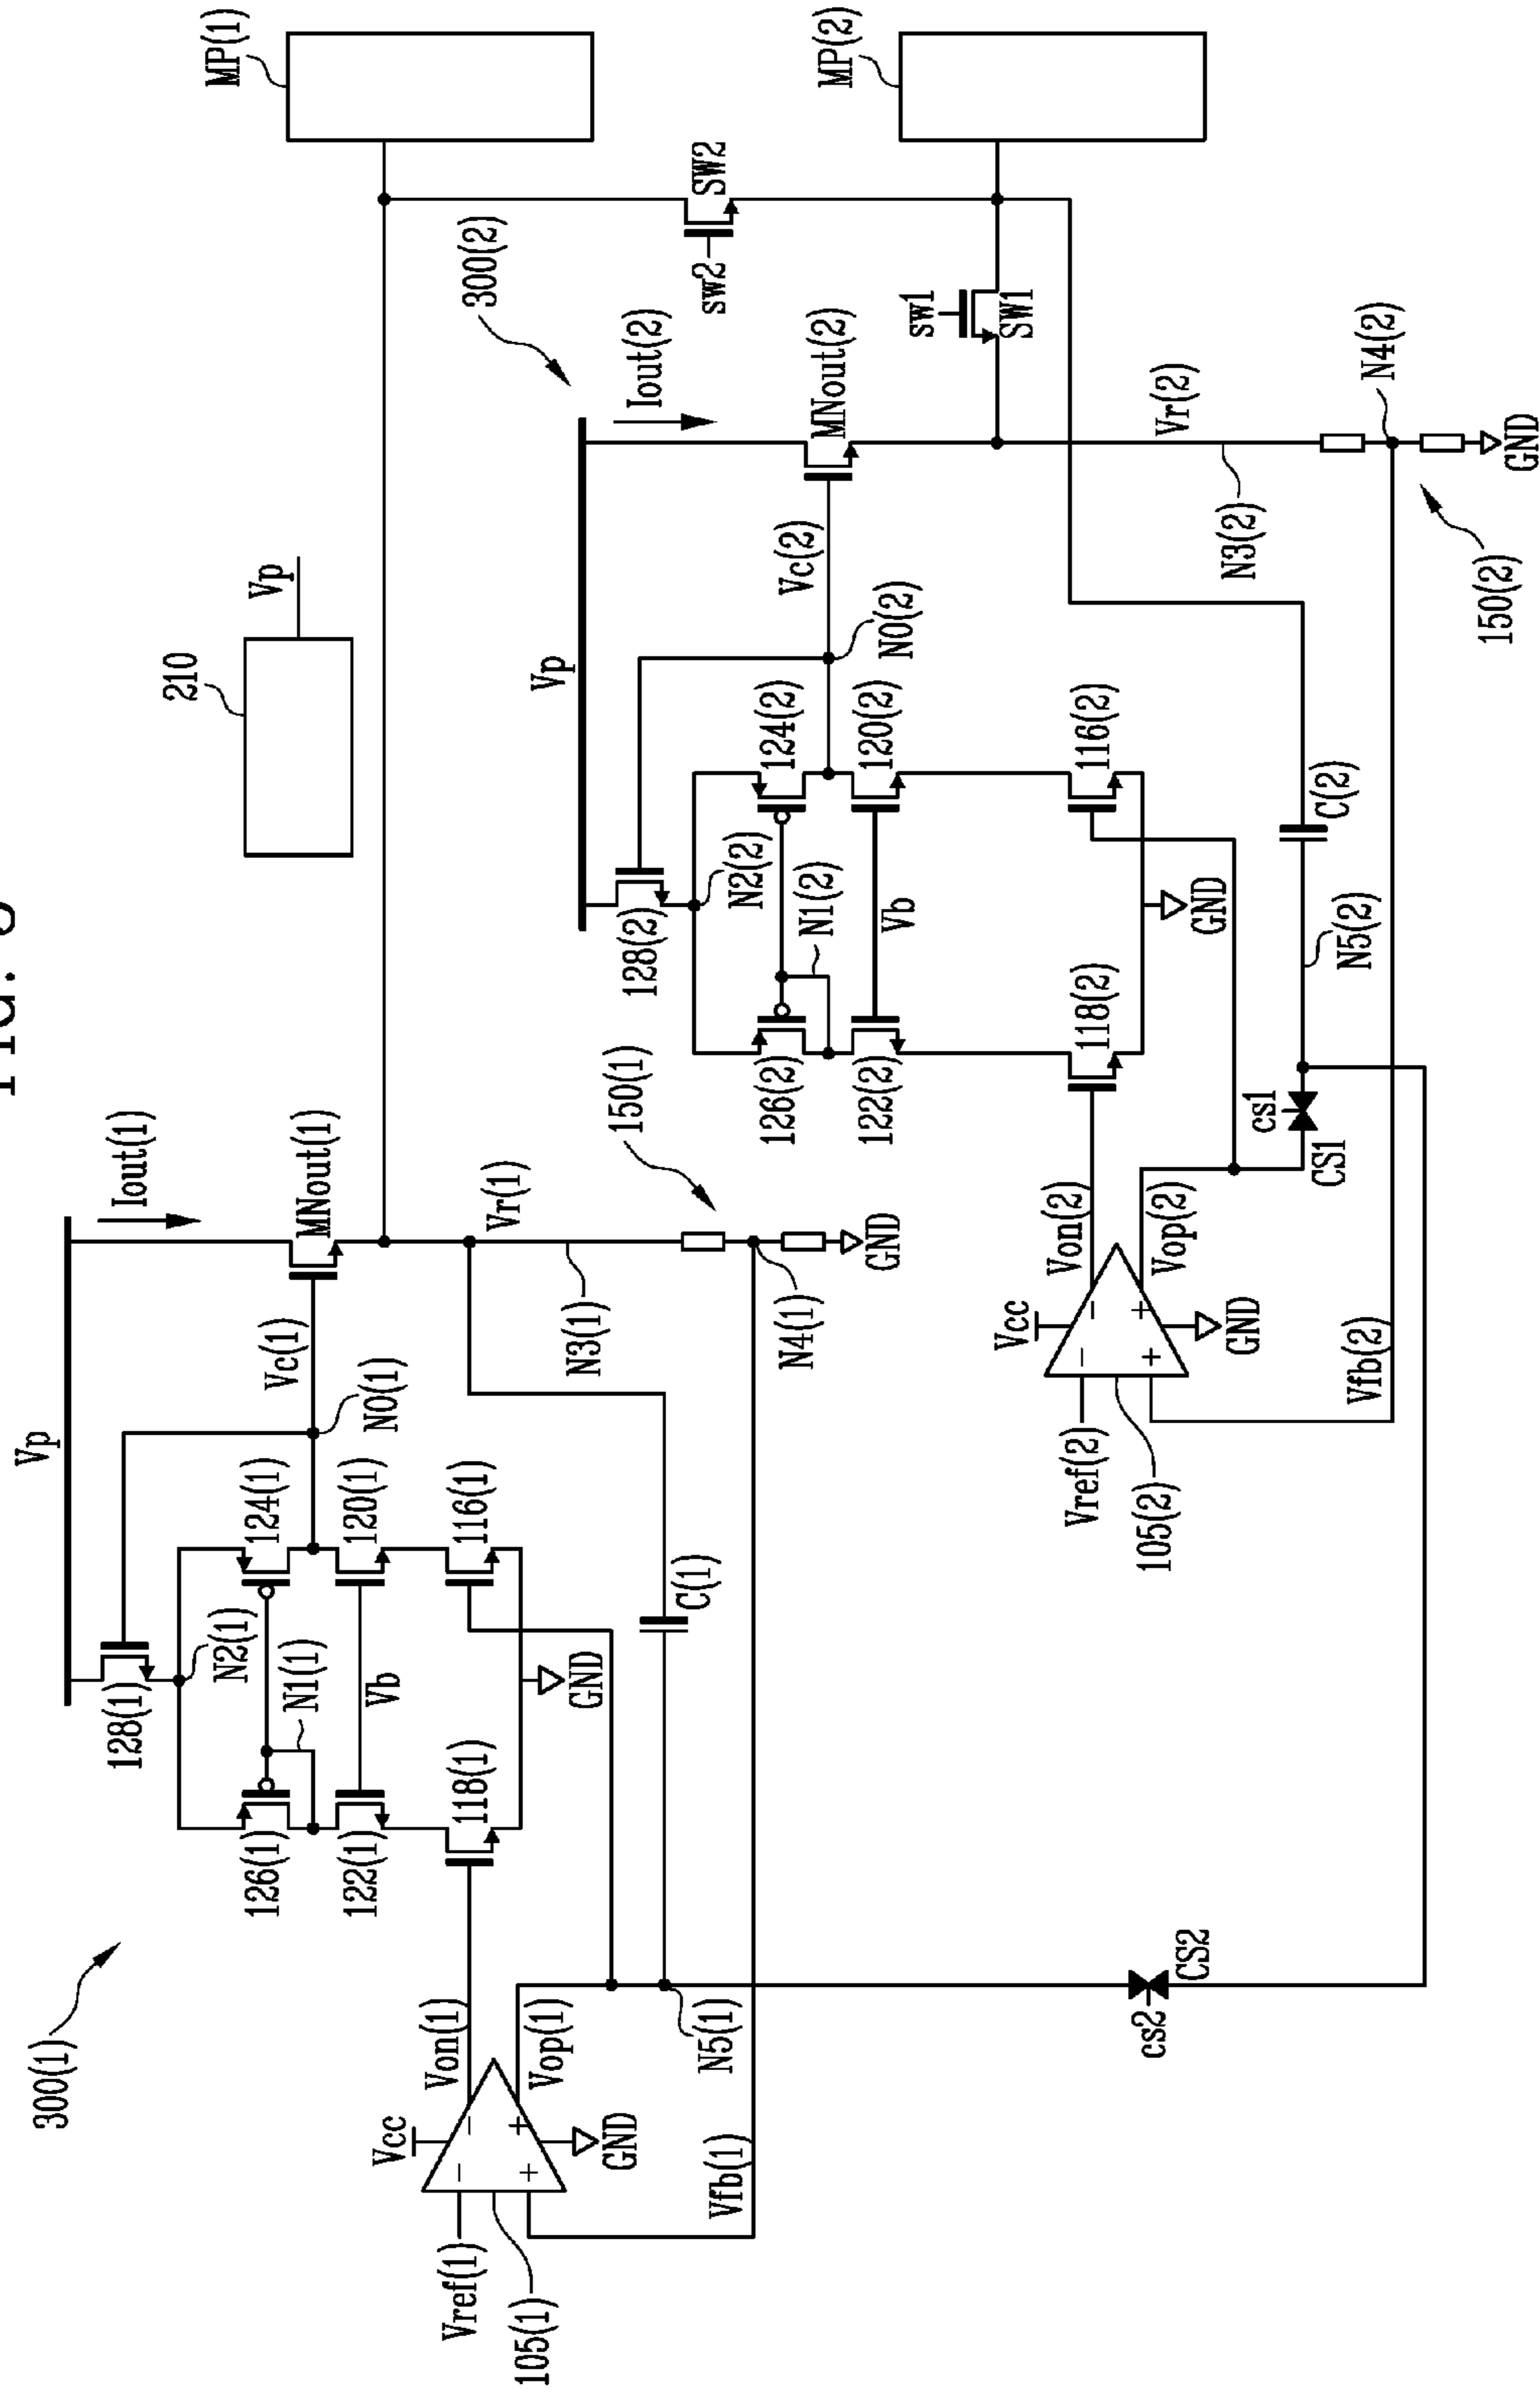 300(1)
Vp
128(1)
N2(1)
Iout(1)
126(1)
N1(1)
124(1)
N0(1)
Vc(1)
MNout(1)
122(1)
Vb
120(1)
118(1)
116(1)
GND
Vref(1)
105(1)
Vcc
Von(1)
Vop(1)
-
+
-
+
GND
Vfb(1)
N5(1)
C(1)
N3(1)
Vr(1)
N4(1)
150(1)
GND
210
Vp
MP(1)
MP(2)
300(2)
Vp
128(2)
N2(2)
Iout(2)
126(2)
N1(2)
124(2)
N0(2)
Vc(2)
MNout(2)
122(2)
Vb
120(2)
118(2)
116(2)
GND
sw2
SW2
sw1
SW1
Vref(2)
105(2)
Vcc
Von(2)
Vop(2)
-
+
-
+
GND
Vfb(2)
cs1
CS1
N5(2)
C(2)
N3(2)
Vr(2)
N4(2)
150(2)
GND
cs2
CS2